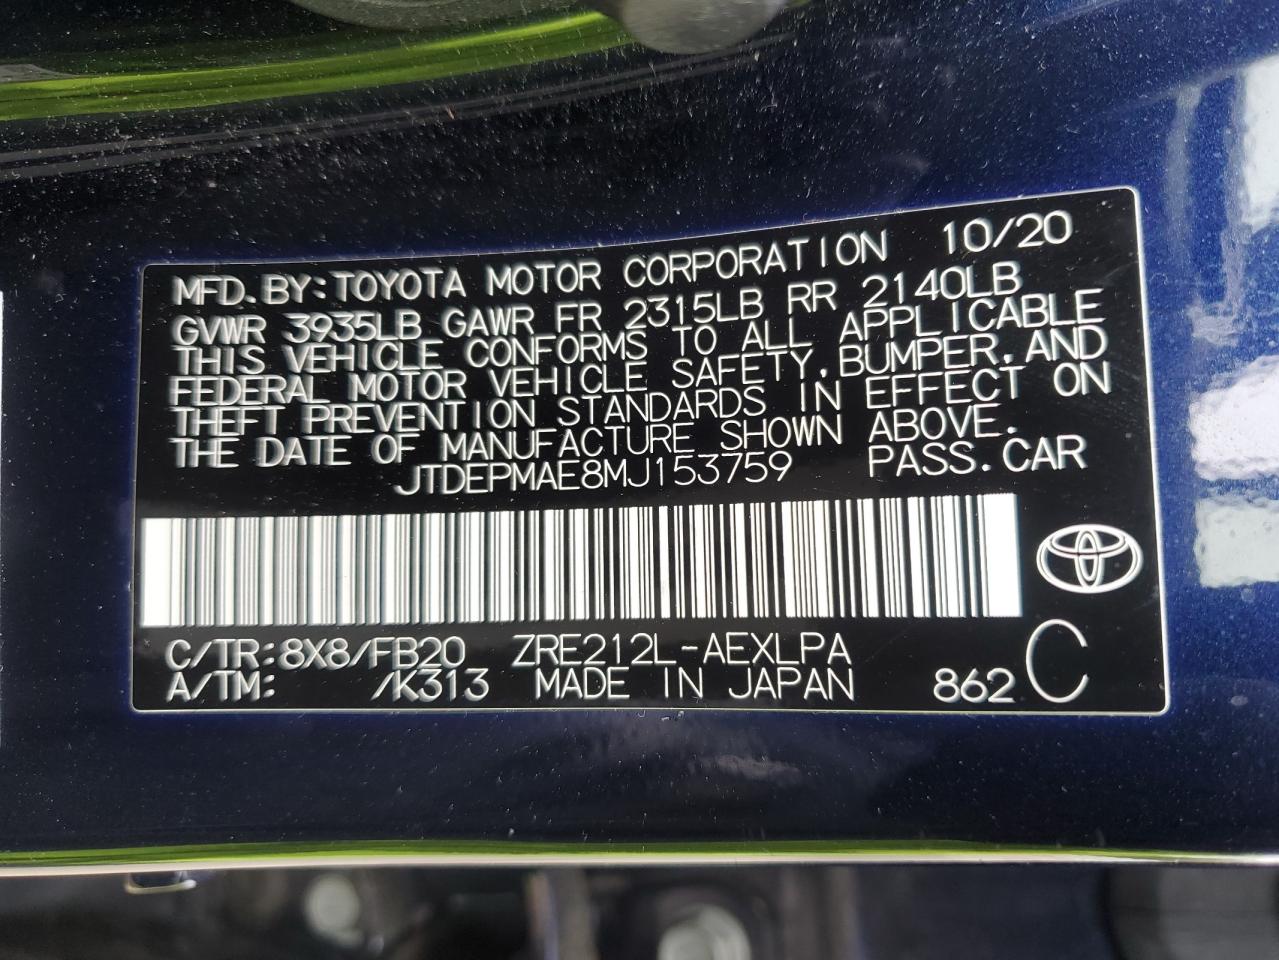 MFD.BY:TOYOTA MOTOR CORPORATION 10/20
GVWR 3935LB GAWR FR 2315LB RR 2140LB
THIS VEHICLE CONFORMS TO ALL APPLICABLE
FEDERAL MOTOR VEHICLE SAFETY,BUMPER,AND
THEFT PREVENTION STANDARDS IN EFFECT ON
THE DATE OF MANUFACTURE SHOWN ABOVE.
JTDEPMAE8MJ153759 PASS.CAR
C/TR:8X8/FB20 ZRE212L-AEXLPA
A/TM: /K313 MADE IN JAPAN 862 C